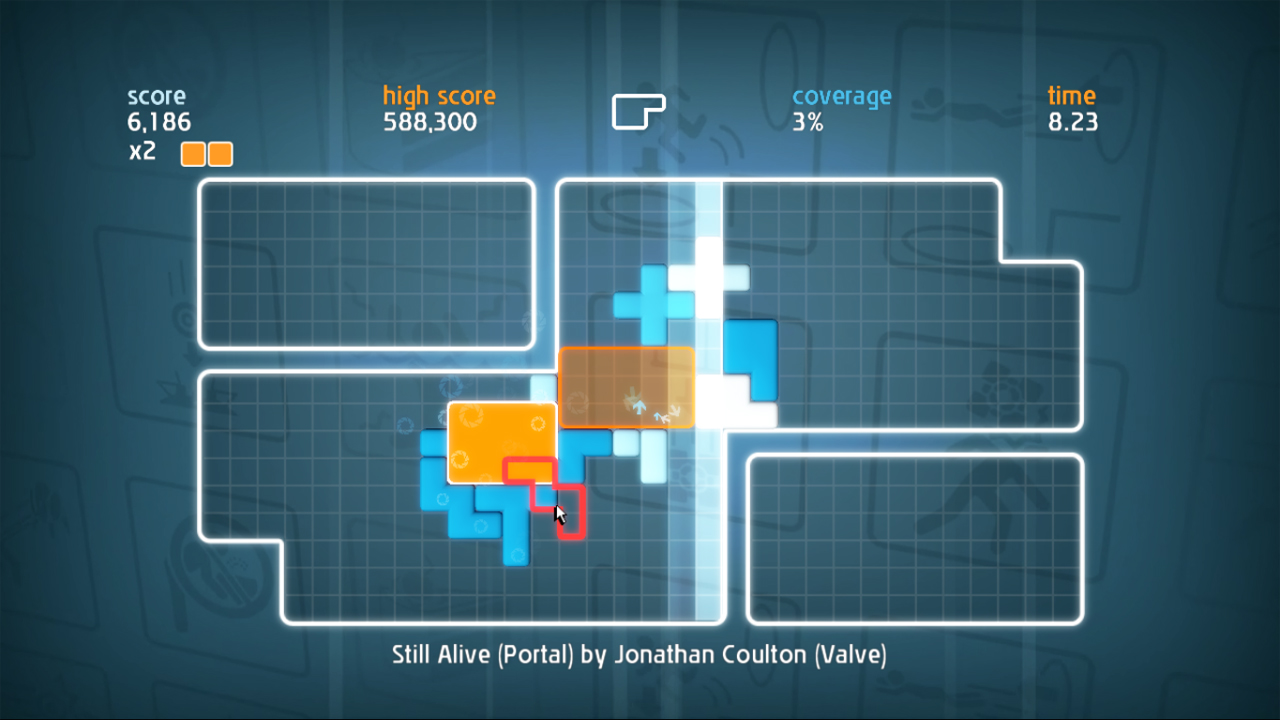 score high score coverage time
6,186 588,300 3% 8.23
x2
Still Alive (Portal) by Jonathan Coulton (Valve)